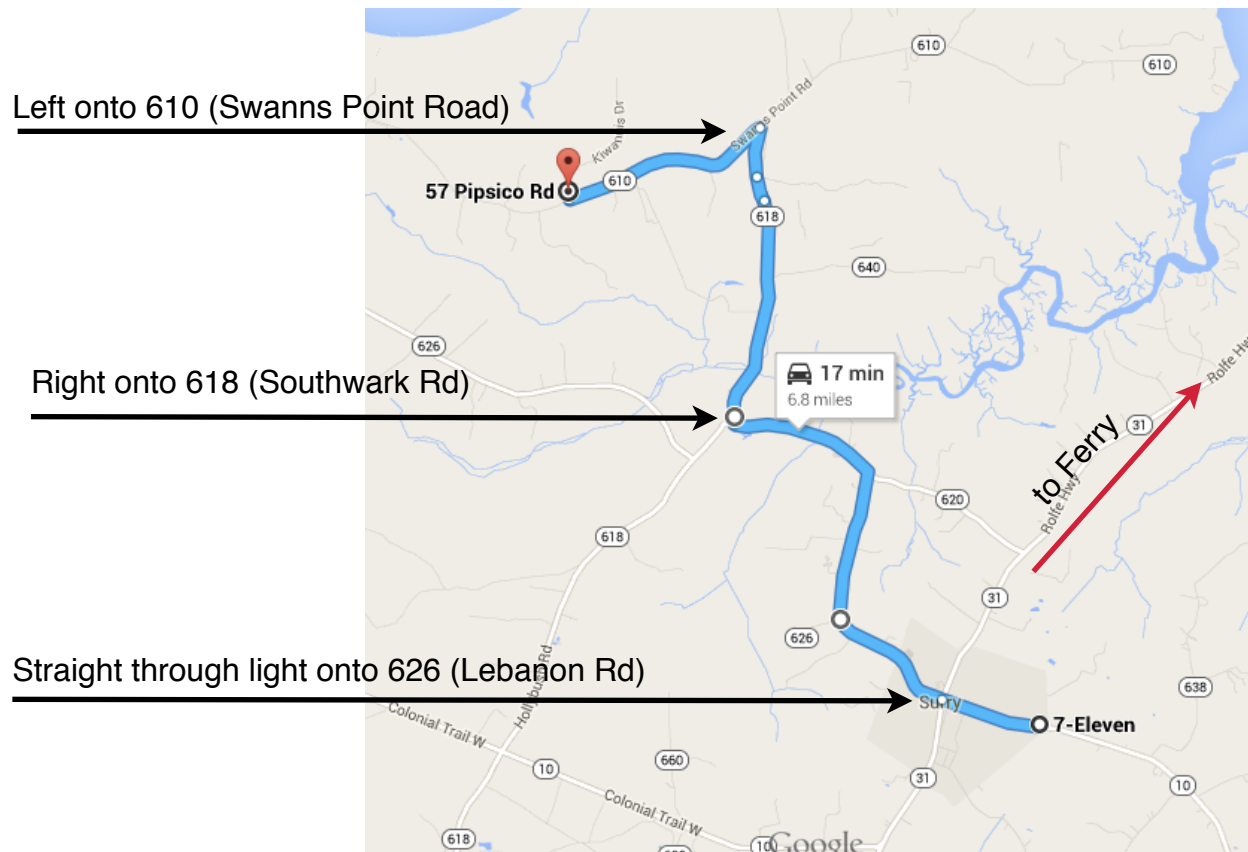 610
610
Left onto 610 (Swanns Point Road)
Swanns Point Rd
Kiwannis Dr
57 Pipsico Rd
610
618
640
626
Right onto 618 (Southwark Rd)
17 min
6.8 miles
Rolfe Hwy
31
to Ferry
Rolfe Hwy
620
618
31
626
Straight through light onto 626 (Lebanon Rd)
Hollybush Rd
638
Surry
7-Eleven
Colonial Trail W
660
10
31
10
Colonial Trail W
618
10
Google